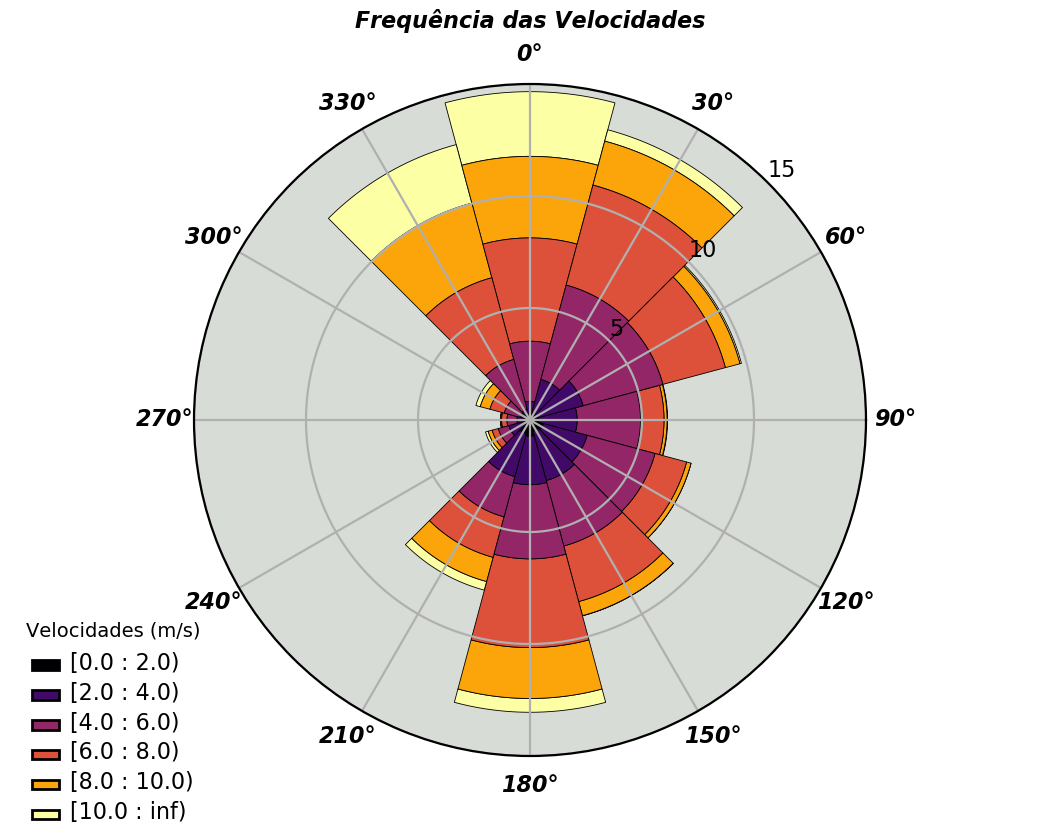 Frequência das Velocidades
0°
330°
30°
15
300°
60°
10
5
270°
90°
240°
120°
210°
150°
180°
Velocidades (m/s)
[0.0 : 2.0)
[2.0 : 4.0)
[4.0 : 6.0)
[6.0 : 8.0)
[8.0 : 10.0)
[10.0 : inf)